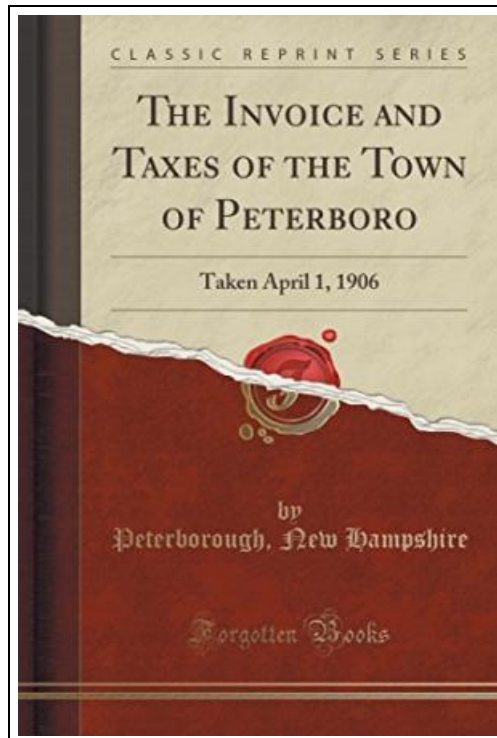 CLASSIC REPRINT SERIES
THE INVOICE AND
TAXES OF THE TOWN
OF PETERBORO
Taken April 1, 1906
by
Peterborough, New Hampshire
Forgotten Books